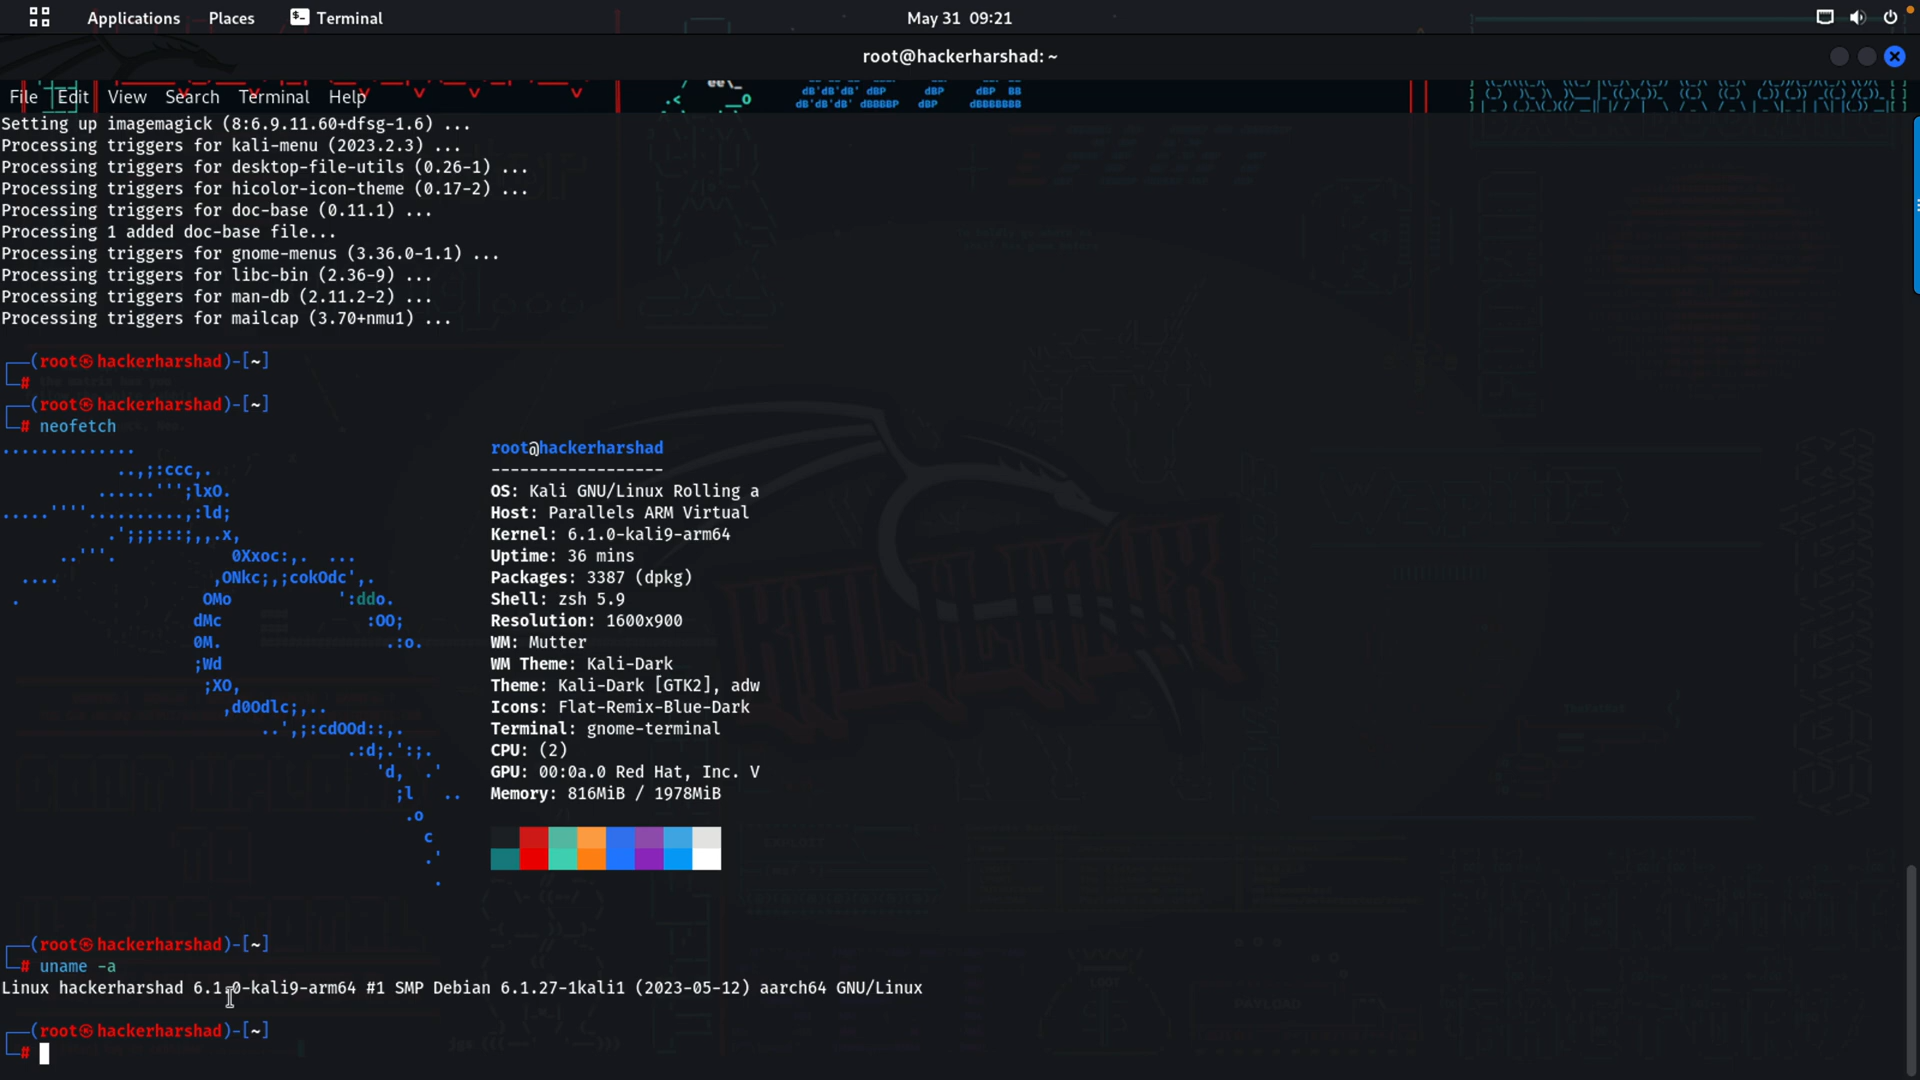 Applications Places Terminal May 31 09:21
root@hackerharshad: ~
File Edit View Search Terminal Help
Setting up imagemagick (8:6.9.11.60+dfsg-1.6) ...
Processing triggers for kali-menu (2023.2.3) ...
Processing triggers for desktop-file-utils (0.26-1) ...
Processing triggers for hicolor-icon-theme (0.17-2) ...
Processing triggers for doc-base (0.11.1) ...
Processing 1 added doc-base file...
Processing triggers for gnome-menus (3.36.0-1.1) ...
Processing triggers for libc-bin (2.36-9) ...
Processing triggers for man-db (2.11.2-2) ...
Processing triggers for mailcap (3.70+nmu1) ...
┌──(root㉿hackerharshad)-[~]
└─#
┌──(root㉿hackerharshad)-[~]
└─# neofetch
root@hackerharshad
------------------
OS: Kali GNU/Linux Rolling a
Host: Parallels ARM Virtual
Kernel: 6.1.0-kali9-arm64
Uptime: 36 mins
Packages: 3387 (dpkg)
Shell: zsh 5.9
Resolution: 1600x900
WM: Mutter
WM Theme: Kali-Dark
Theme: Kali-Dark [GTK2], adw
Icons: Flat-Remix-Blue-Dark
Terminal: gnome-terminal
CPU: (2)
GPU: 00:0a.0 Red Hat, Inc. V
Memory: 816MiB / 1978MiB
┌──(root㉿hackerharshad)-[~]
└─# uname -a
Linux hackerharshad 6.1.0-kali9-arm64 #1 SMP Debian 6.1.27-1kali1 (2023-05-12) aarch64 GNU/Linux
┌──(root㉿hackerharshad)-[~]
└─#
KALI LINUX